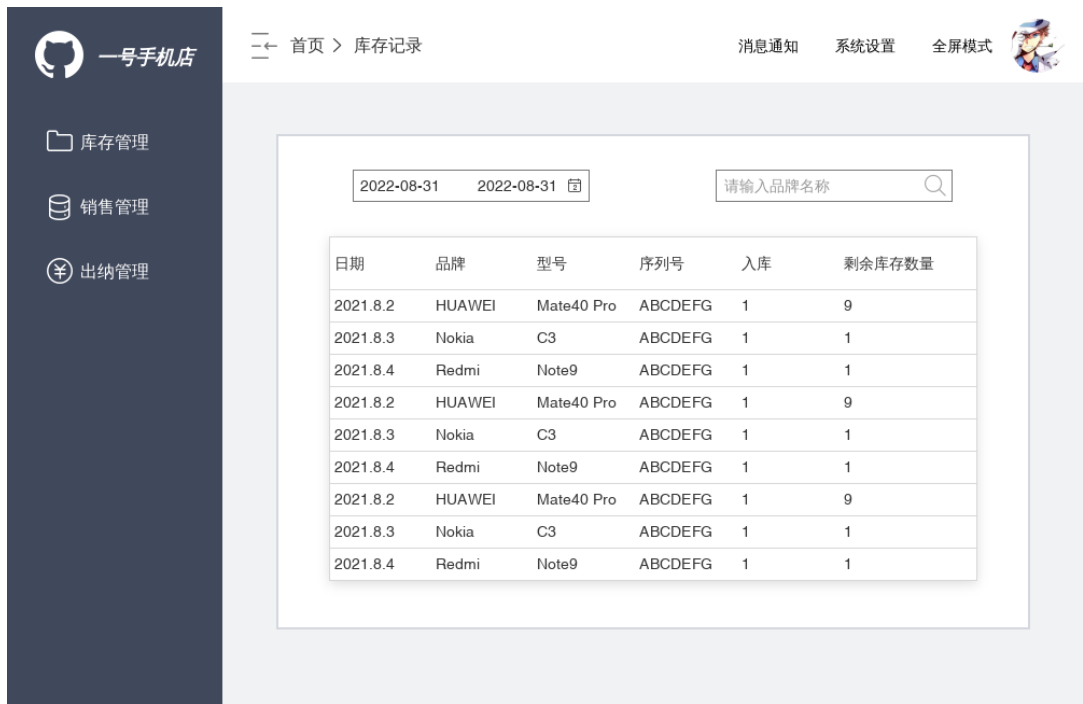 一号手机店
首页 > 库存记录
消息通知 系统设置 全屏模式
库存管理
销售管理
出纳管理
2022-08-31 2022-08-31
请输入品牌名称
日期 品牌 型号 序列号 入库 剩余库存数量
2021.8.2 HUAWEI Mate40 Pro ABCDEFG 1 9
2021.8.3 Nokia C3 ABCDEFG 1 1
2021.8.4 Redmi Note9 ABCDEFG 1 1
2021.8.2 HUAWEI Mate40 Pro ABCDEFG 1 9
2021.8.3 Nokia C3 ABCDEFG 1 1
2021.8.4 Redmi Note9 ABCDEFG 1 1
2021.8.2 HUAWEI Mate40 Pro ABCDEFG 1 9
2021.8.3 Nokia C3 ABCDEFG 1 1
2021.8.4 Redmi Note9 ABCDEFG 1 1